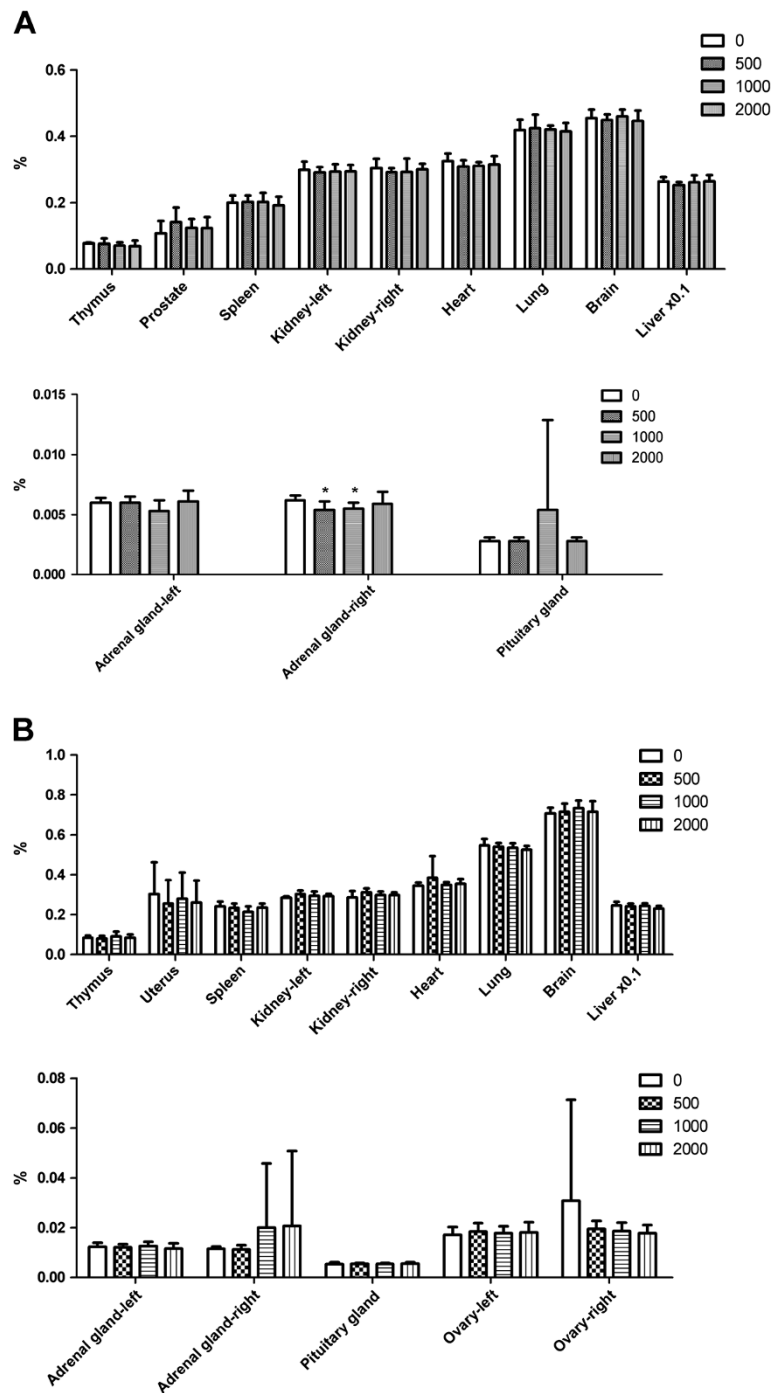 A
0
500
1000
2000
0.6
0.4
0.2
0.0
%
Thymus
Prostate
Spleen
Kidney-left
Kidney-right
Heart
Lung
Brain
Liver x0.1
0
500
1000
2000
0.015
0.010
0.005
0.000
%
* *
Adrenal gland-left
Adrenal gland-right
Pituitary gland
B
0
500
1000
2000
1.0
0.8
0.6
0.4
0.2
0.0
%
Thymus
Uterus
Spleen
Kidney-left
Kidney-right
Heart
Lung
Brain
Liver x0.1
0
500
1000
2000
0.08
0.06
0.04
0.02
0.00
%
Adrenal gland-left
Adrenal gland-right
Pituitary gland
Ovary-left
Ovary-right